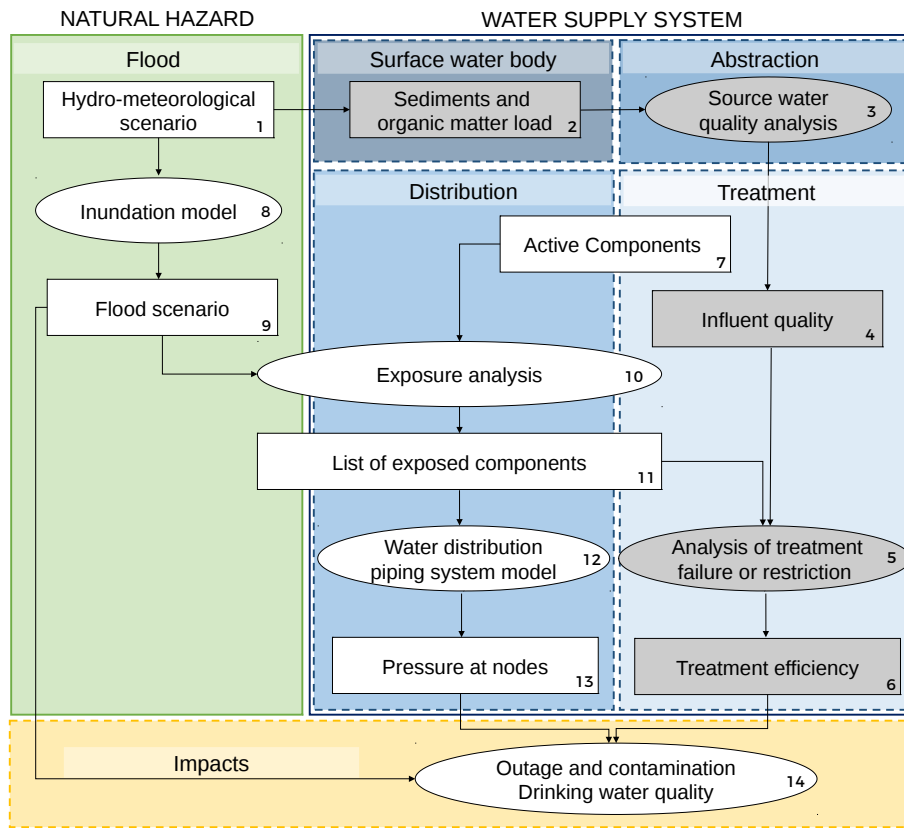 NATURAL HAZARD
WATER SUPPLY SYSTEM
Flood
Surface water body
Abstraction
Hydro-meteorological
scenario
1
Sediments and
organic matter load
2
Source water
quality analysis
3
Distribution
Treatment
Inundation model
8
Active Components
7
Flood scenario
9
Influent quality
4
Exposure analysis
10
List of exposed components
11
Water distribution
piping system model
12
Analysis of treatment
failure or restriction
5
Pressure at nodes
13
Treatment efficiency
6
Impacts
Outage and contamination
Drinking water quality
14